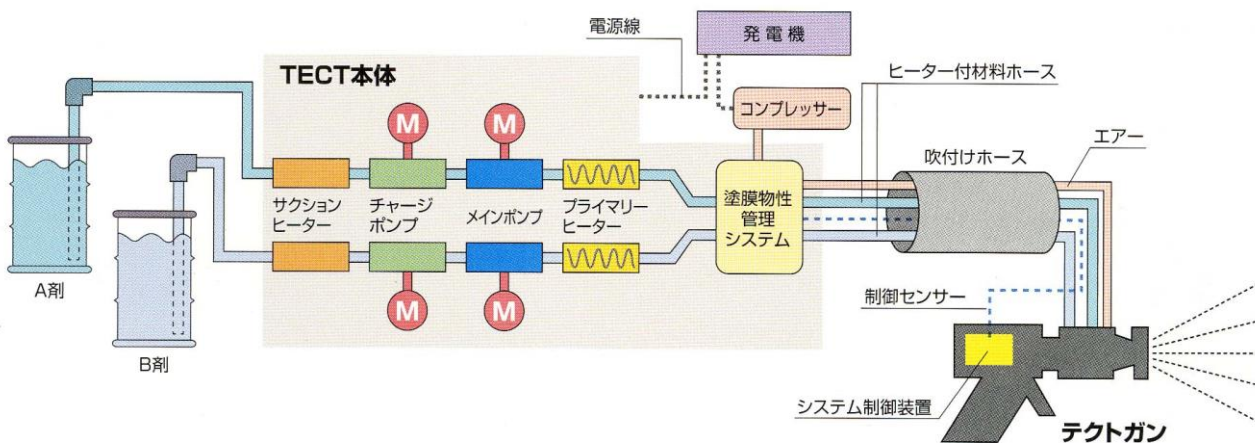 電源線
発電機
TECT本体
ヒーター付材料ホース
コンプレッサー
エアー
吹付けホース
M
M
サクション
ヒーター
チャージ
ポンプ
メインポンプ
プライマリー
ヒーター
塗膜物性
管理
システム
A剤
M
M
制御センサー
B剤
システム制御装置
テクトガン